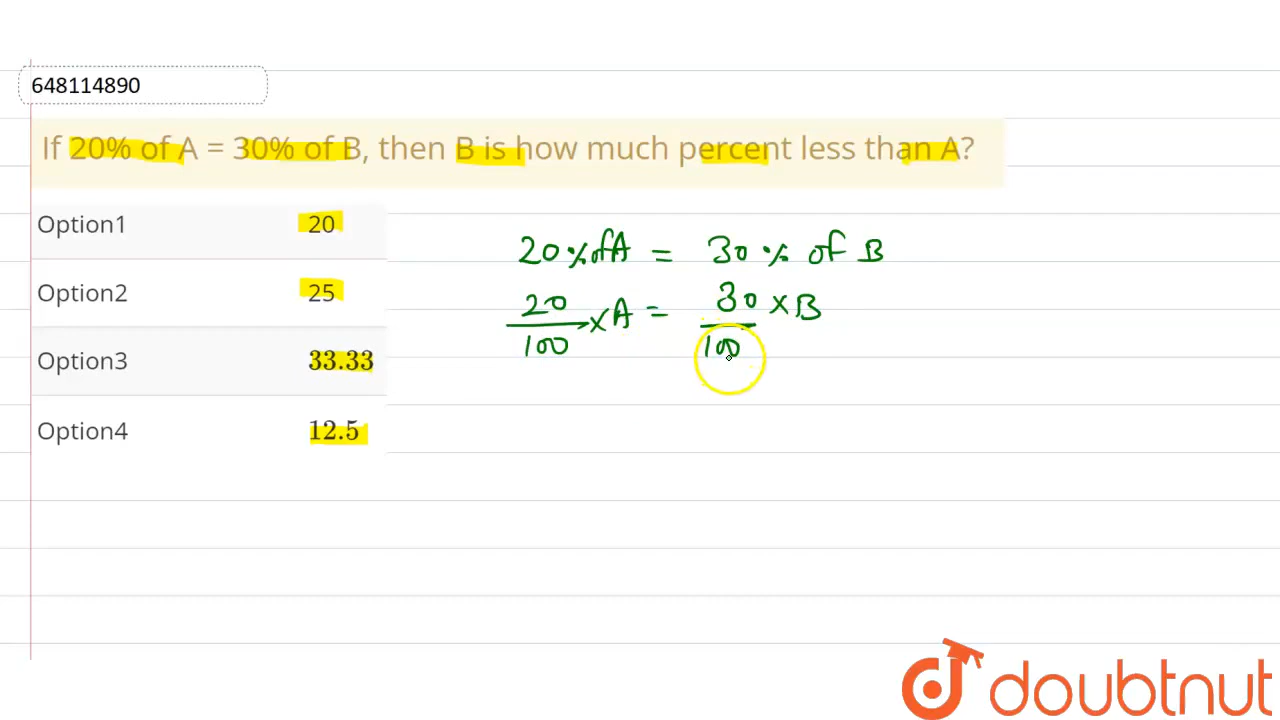 648114890
If 20% of A = 30% of B, then B is how much percent less than A?
Option1 20
Option2 25
Option3 33.33
Option4 12.5
20 % of A = 30 % of B
20/100 × A = 30/100 × B
doubtnut